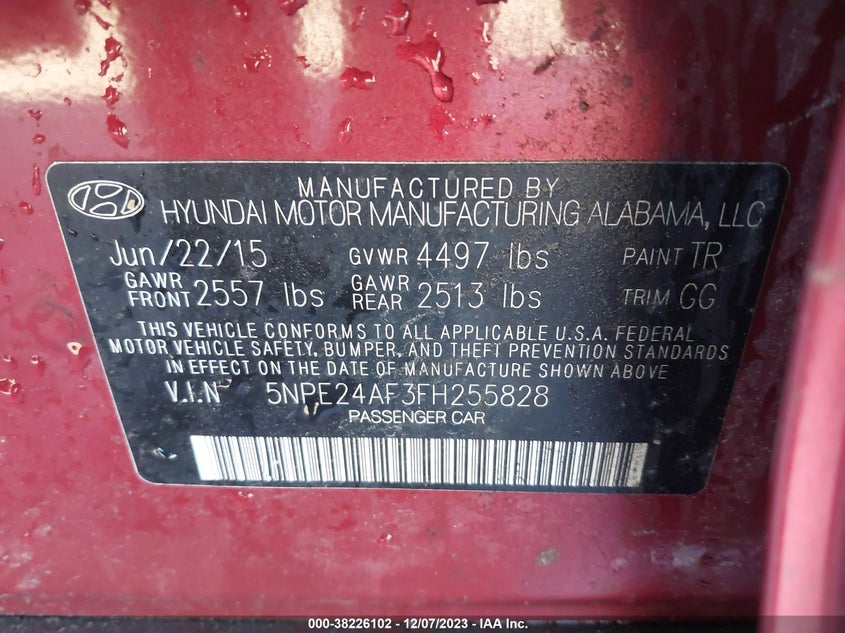 MANUFACTURED BY
HYUNDAI MOTOR MANUFACTURING ALABAMA, LLC
Jun/22/15 GVWR 4497 lbs PAINT TR
GAWR FRONT 2557 lbs GAWR REAR 2513 lbs TRIM GG
THIS VEHICLE CONFORMS TO ALL APPLICABLE U.S.A. FEDERAL
MOTOR VEHICLE SAFETY, BUMPER, AND THEFT PREVENTION STANDARDS
IN EFFECT ON THE DATE OF MANUFACTURE SHOWN ABOVE
V.I.N 5NPE24AF3FH255828
PASSENGER CAR
000-38226102 - 12/07/2023 - IAA Inc.